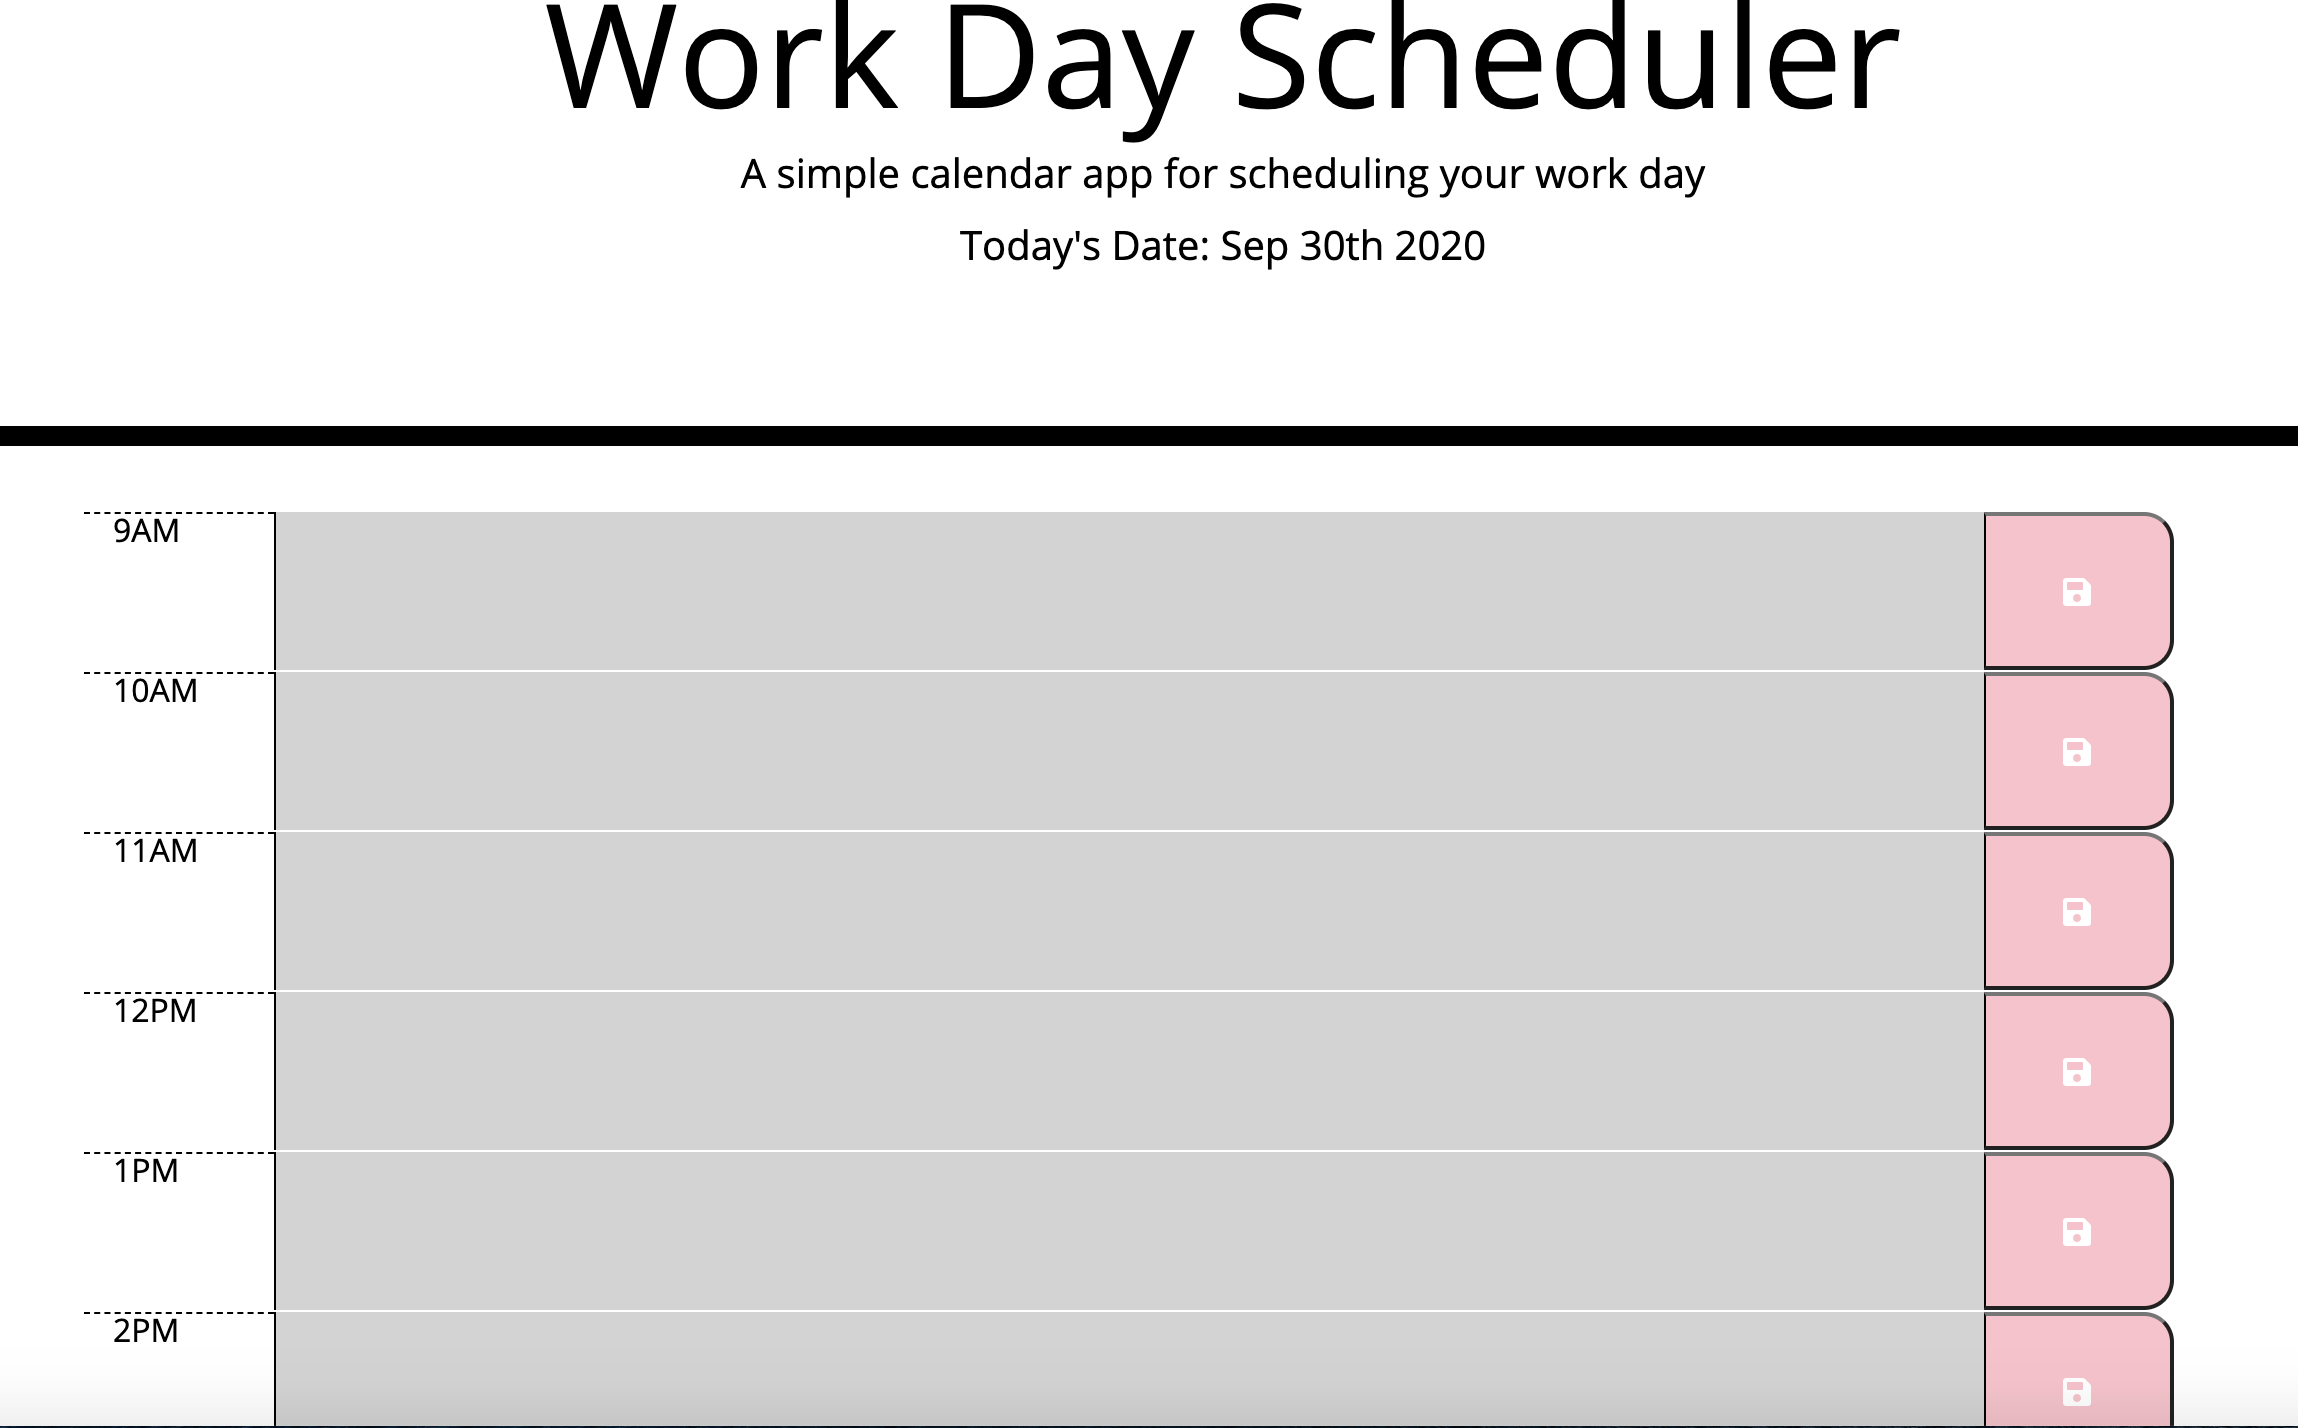 Work Day Scheduler
A simple calendar app for scheduling your work day
Today's Date: Sep 30th 2020
9AM
10AM
11AM
12PM
1PM
2PM